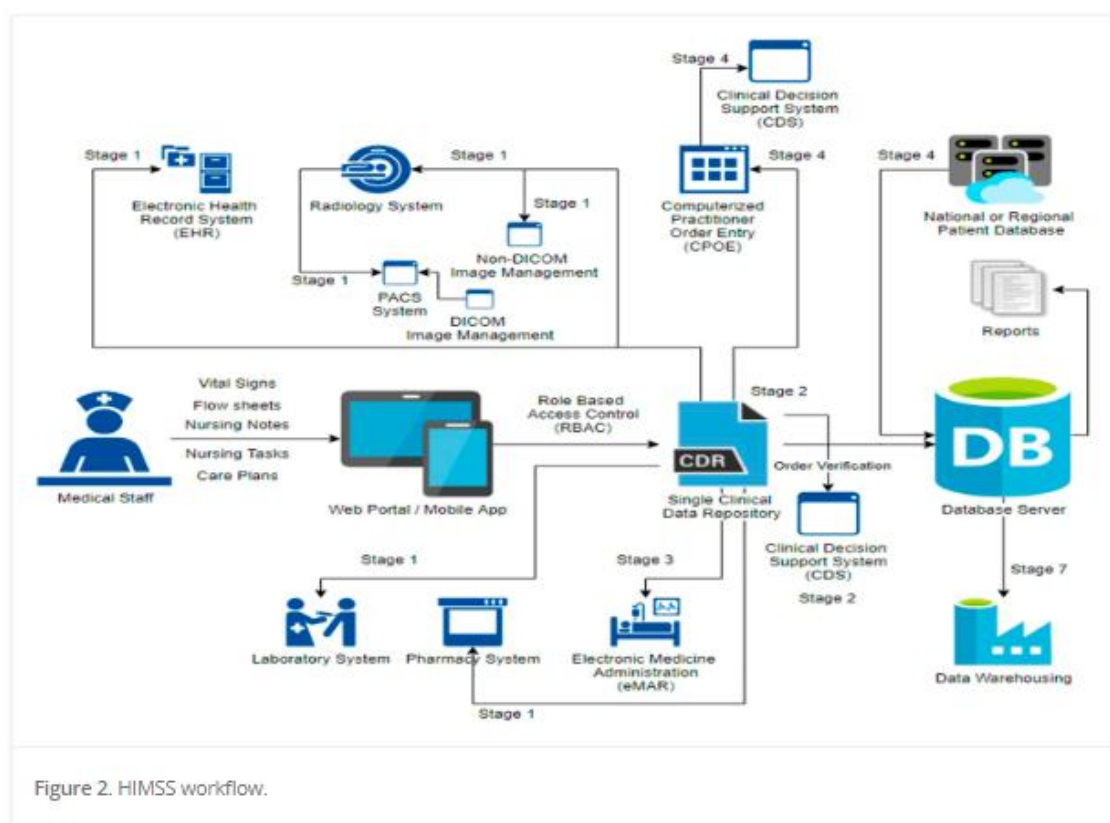 Stage 4
Clinical Decision
Support System
(CDS)
Stage 1
Electronic Health
Record System
(EHR)
Radiology System
Stage 1
Stage 1
Non-DICOM
Image Management
Stage 1
PACS
System
DICOM
Image Management
Stage 4
Computerized
Practitioner
Order Entry
(CPOE)
Stage 4
National or Regional
Patient Database
Reports
Vital Signs
Flow sheets
Nursing Notes
Nursing Tasks
Care Plans
Medical Staff
Web Portal / Mobile App
Role Based
Access Control
(RBAC)
CDR
Single Clinical
Data Repository
Stage 2
Order Verification
Clinical Decision
Support System
(CDS)
Stage 2
DB
Database Server
Stage 7
Data Warehousing
Stage 1
Laboratory System
Pharmacy System
Stage 3
Electronic Medicine
Administration
(eMAR)
Stage 1
Figure 2. HIMSS workflow.